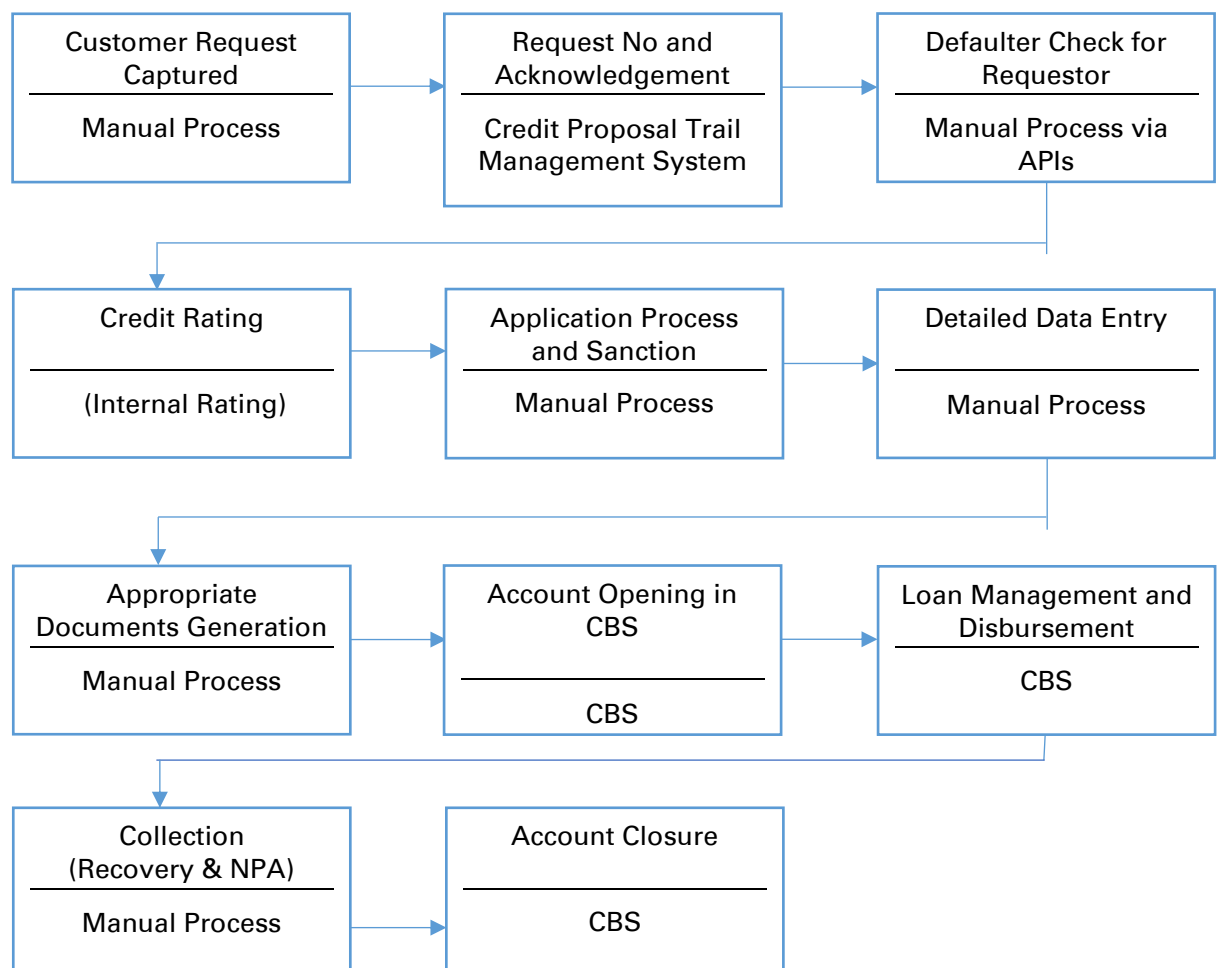 Customer Request
Captured
Manual Process
Request No and
Acknowledgement
Credit Proposal Trail
Management System
Defaulter Check for
Requestor
Manual Process via
APIs
Credit Rating
(Internal Rating)
Application Process
and Sanction
Manual Process
Detailed Data Entry
Manual Process
Appropriate
Documents Generation
Manual Process
Account Opening in
CBS
CBS
Loan Management and
Disbursement
CBS
Collection
(Recovery & NPA)
Manual Process
Account Closure
CBS